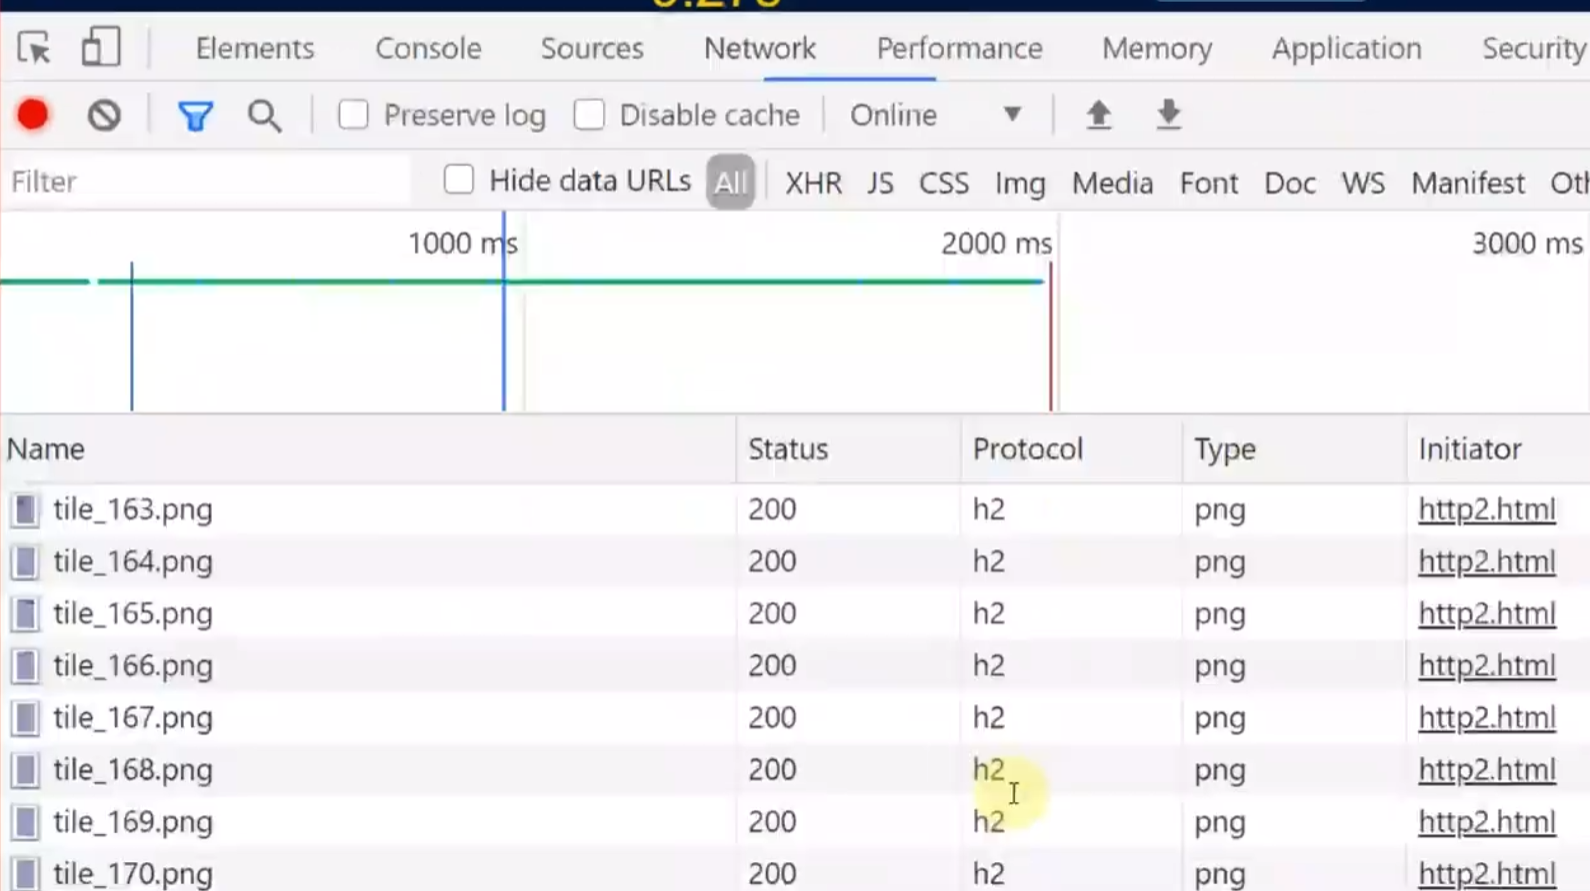 Elements Console Sources Network Performance Memory Application Security
Preserve log Disable cache Online
Filter Hide data URLs All XHR JS CSS Img Media Font Doc WS Manifest
1000 ms 2000 ms 3000 ms
Name Status Protocol Type Initiator
tile_163.png 200 h2 png http2.html
tile_164.png 200 h2 png http2.html
tile_165.png 200 h2 png http2.html
tile_166.png 200 h2 png http2.html
tile_167.png 200 h2 png http2.html
tile_168.png 200 h2 png http2.html
tile_169.png 200 h2 png http2.html
tile_170.png 200 h2 png http2.html